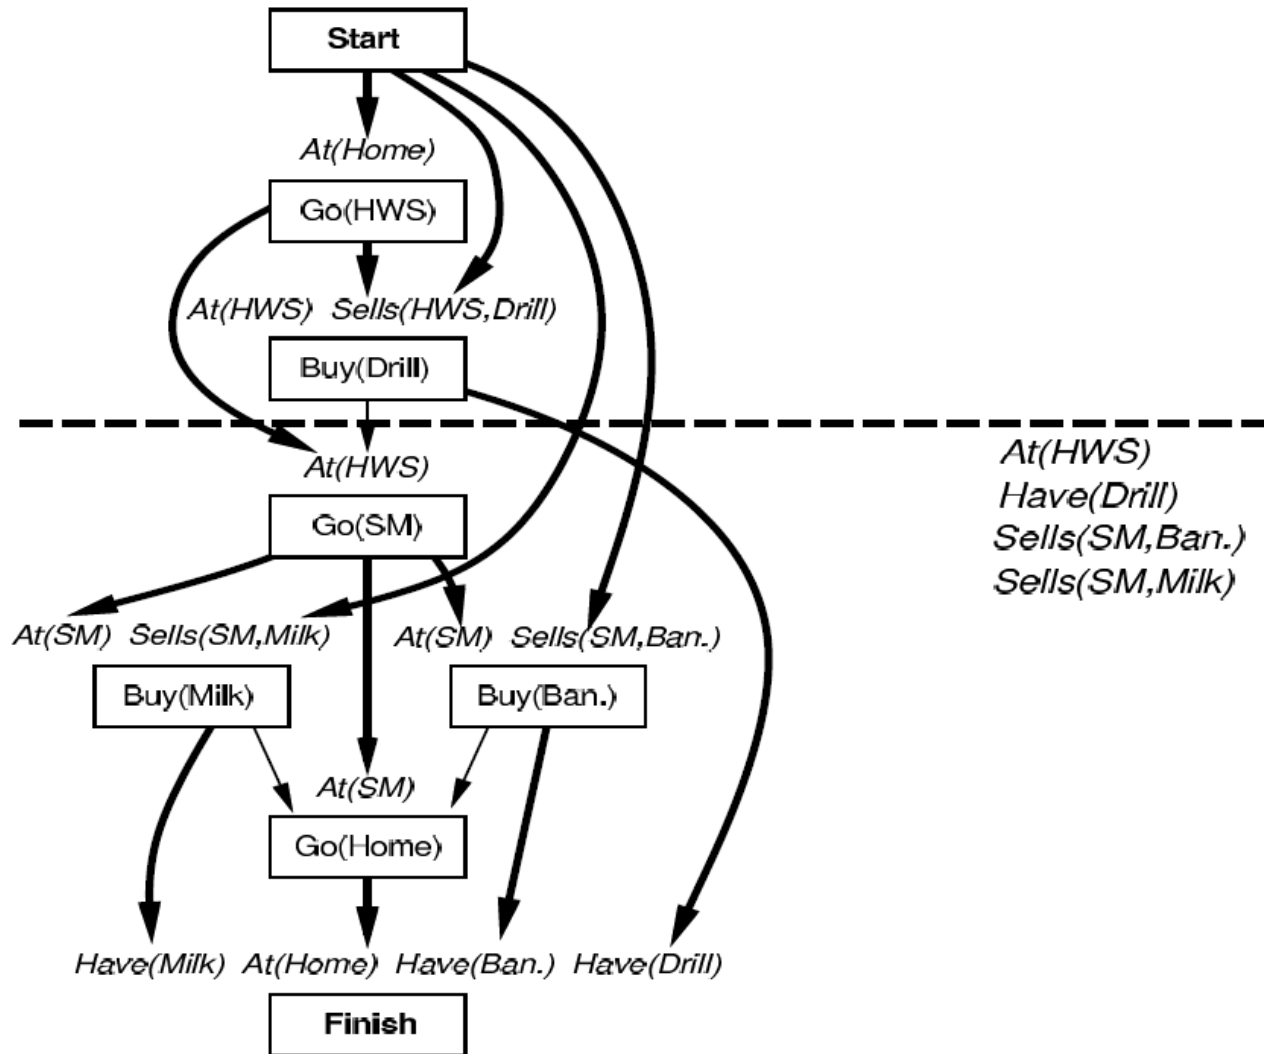 Start
At(Home)
Go(HWS)
At(HWS) Sells(HWS,Drill)
Buy(Drill)
At(HWS)
Go(SM)
At(SM) Sells(SM,Milk) At(SM) Sells(SM,Ban.)
Buy(Milk) Buy(Ban.)
At(SM)
Go(Home)
Have(Milk) At(Home) Have(Ban.) Have(Drill)
Finish
At(HWS)
Have(Drill)
Sells(SM,Ban.)
Sells(SM,Milk)